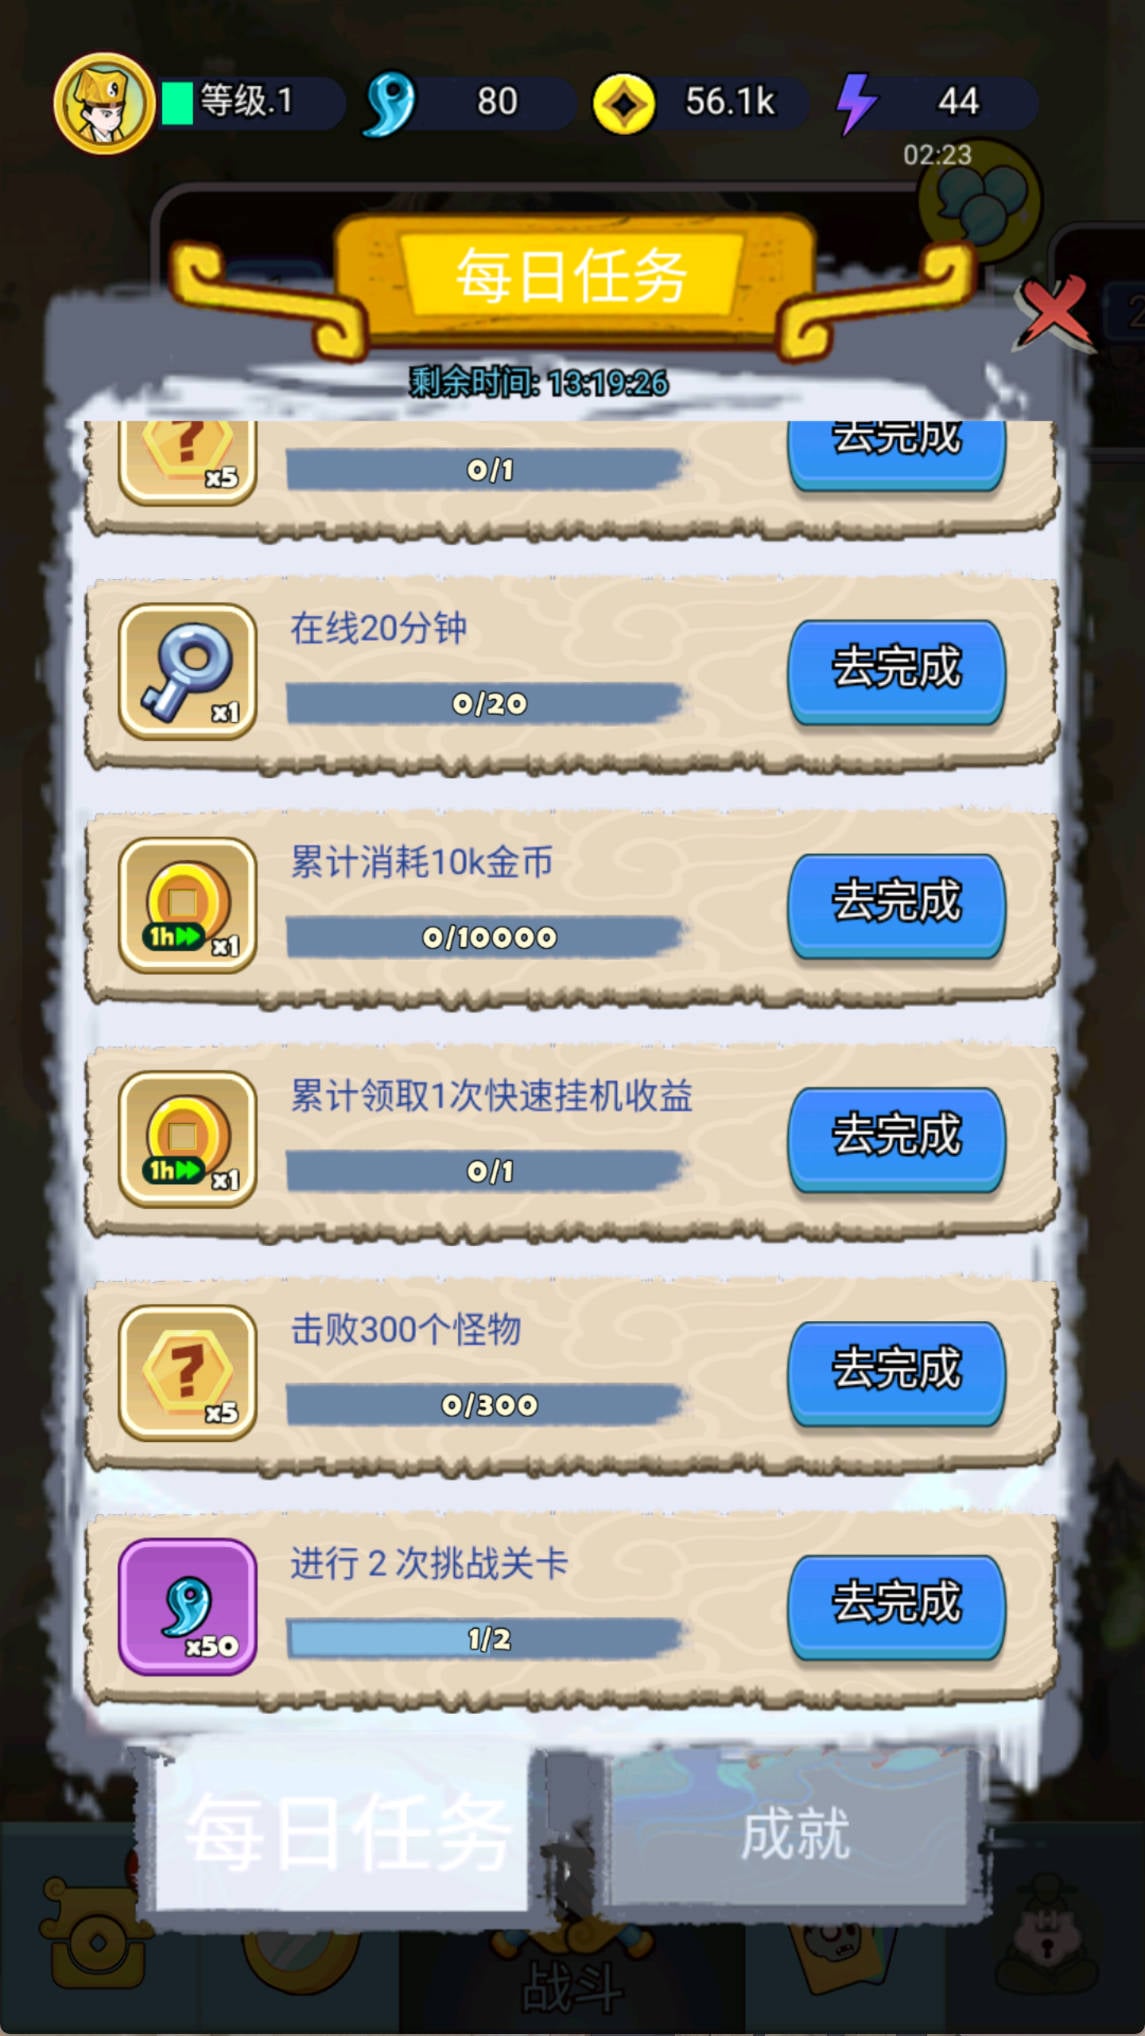 等级.1
80
56.1k
44
02:23
每日任务
剩余时间: 13:19:26
x5
0/1
去完成
在线20分钟
x1
0/20
去完成
累计消耗10k金币
1h
x1
0/10000
去完成
累计领取1次快速挂机收益
1h
x1
0/1
去完成
击败300个怪物
?
x5
0/300
去完成
进行 2 次挑战关卡
x50
1/2
去完成
每日任务
成就
战斗